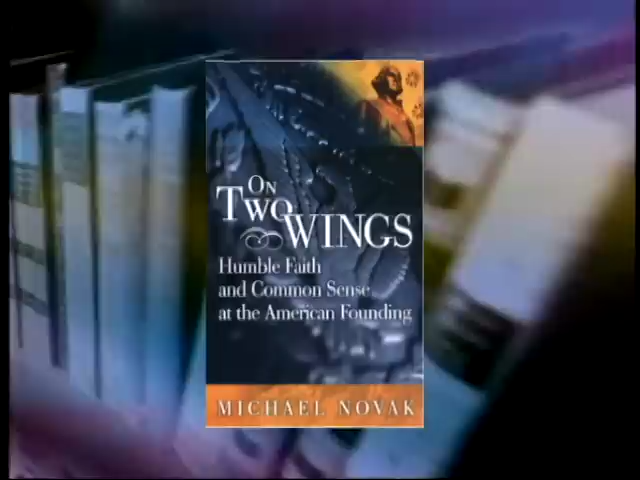 On
Two
Wings
Humble Faith
and Common Sense
at the American Founding
MICHAEL NOVAK